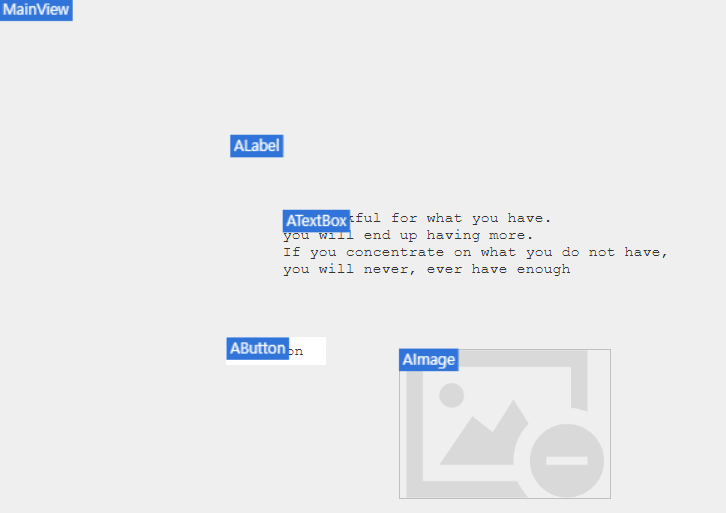 MainView
ALabel
ATextBox tful for what you have.
you will end up having more.
If you concentrate on what you do not have,
you will never, ever have enough
AButton on
AImage